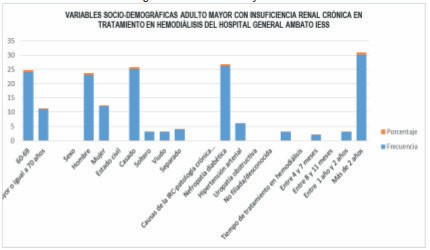 VARIABLES SOCIO-DEMOGRÁFICAS ADULTO MAYOR CON INSUFICIENCIA RENAL CRÓNICA EN
TRATAMIENTO EN HEMODIÁLISIS DEL HOSPITAL GENERAL AMBATO IESS
35
30
25
20
15
10
5
0
60-69
yor o igual a 70 años
Sexo
Hombre
Mujer
Estado civil
Casado
Soltero
Viudo
Separado
Causas de la IRC-patología crónica...
Nefropatía diabética
Hipertensión arterial
Uropatía obstructiva
No filiada/desconocida
Tiempo de tratamiento en hemodiálisis
Entre 4 y 7 meses
Entre 8 y 11 meses
Entre 1 año y 2 años
Más de 2 años
Porcentaje
Frecuencia